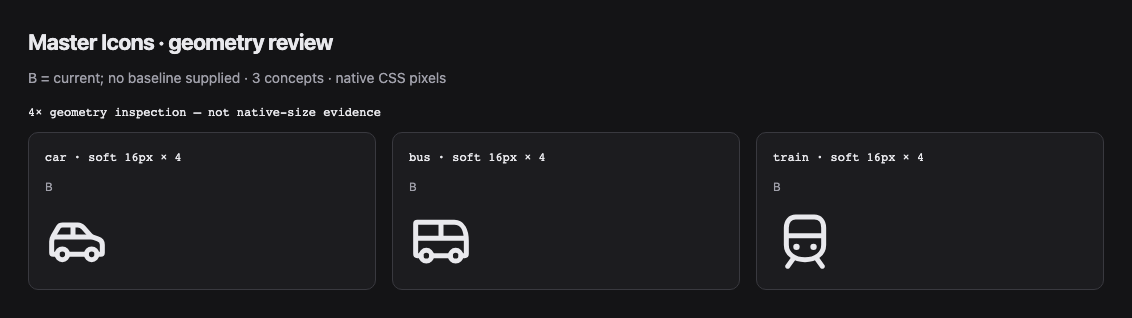 Master Icons · geometry review
B = current; no baseline supplied · 3 concepts · native CSS pixels
4× geometry inspection — not native-size evidence
car · soft 16px × 4
B
bus · soft 16px × 4
B
train · soft 16px × 4
B